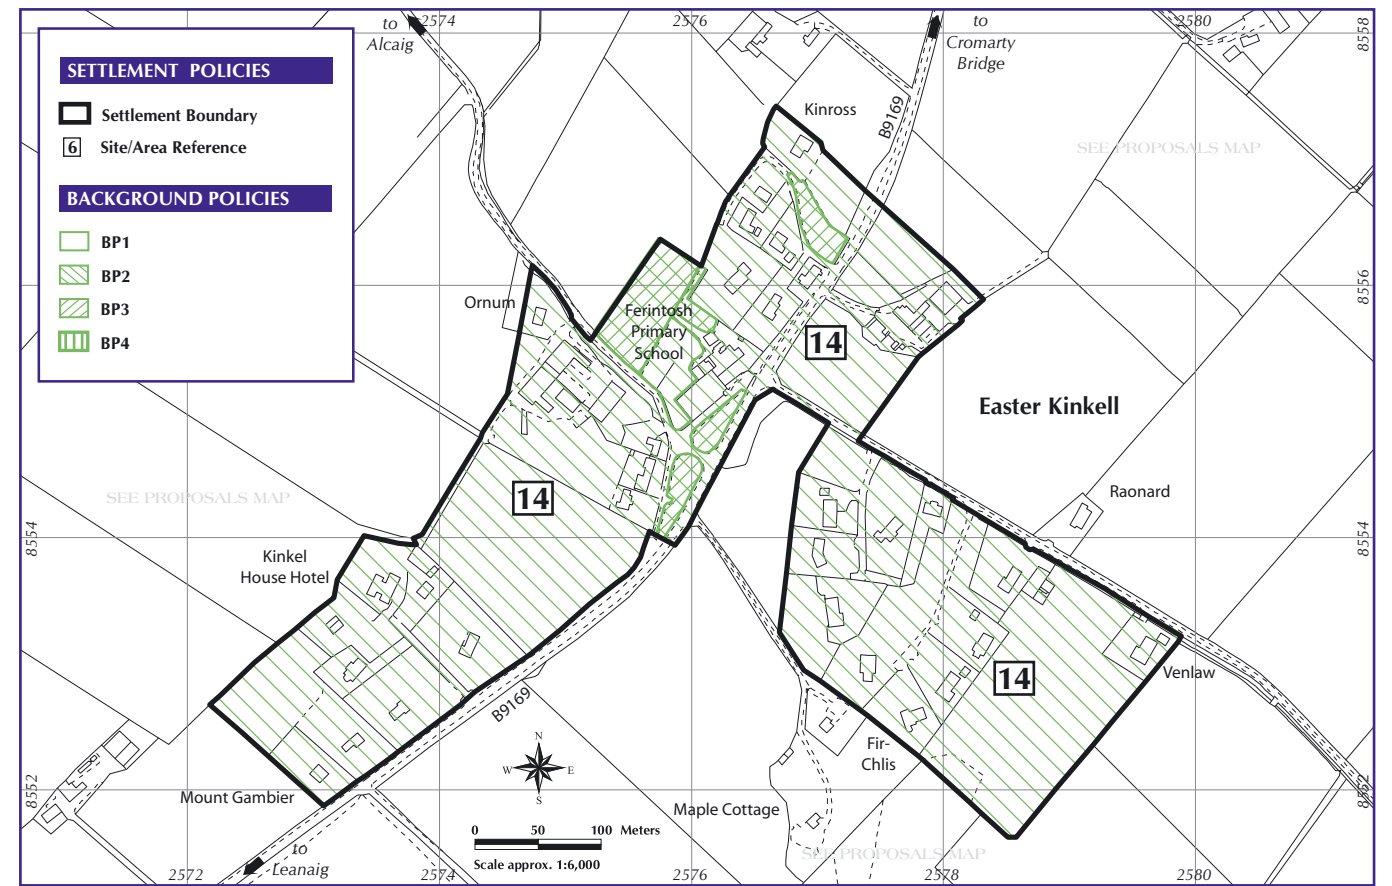 to
Alcaig
2574
2576
to
Cromarty
Bridge
2580
8558
SETTLEMENT POLICIES
Settlement Boundary
6 Site/Area Reference
BACKGROUND POLICIES
BP1
BP2
BP3
BP4
Kinross
B9169
SEE PROPOSALS MAP
Ornum
Ferintosh
Primary
School
14
8556
Easter Kinkell
SEE PROPOSALS MAP
14
Raonard
8554
8554
Kinkel
House Hotel
14
Venlaw
B9169
Fir-
Chlis
N
W E
S
Mount Gambier
Maple Cottage
8552
8552
0 50 100 Meters
Scale approx. 1:6,000
to
Leanaig
SEE PROPOSALS MAP
2572
2574
2576
2578
2580